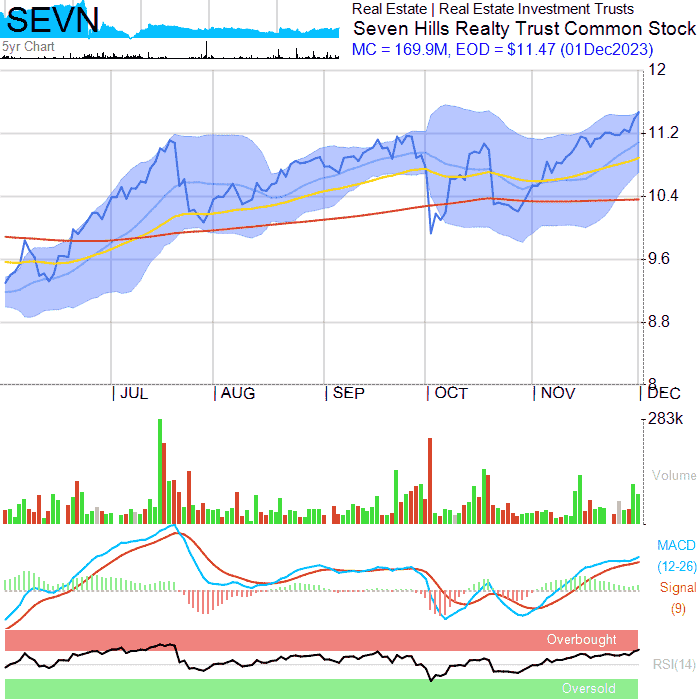 SEVN
5yr Chart
Real Estate | Real Estate Investment Trusts
Seven Hills Realty Trust Common Stock
MC = 169.9M, EOD = $11.47 (01Dec2023)
12
11.2
10.4
9.6
8.8
8
JUL AUG SEP OCT NOV DEC
283k
Volume
MACD
(12-26)
Signal
(9)
Overbought
RSI(14)
Oversold